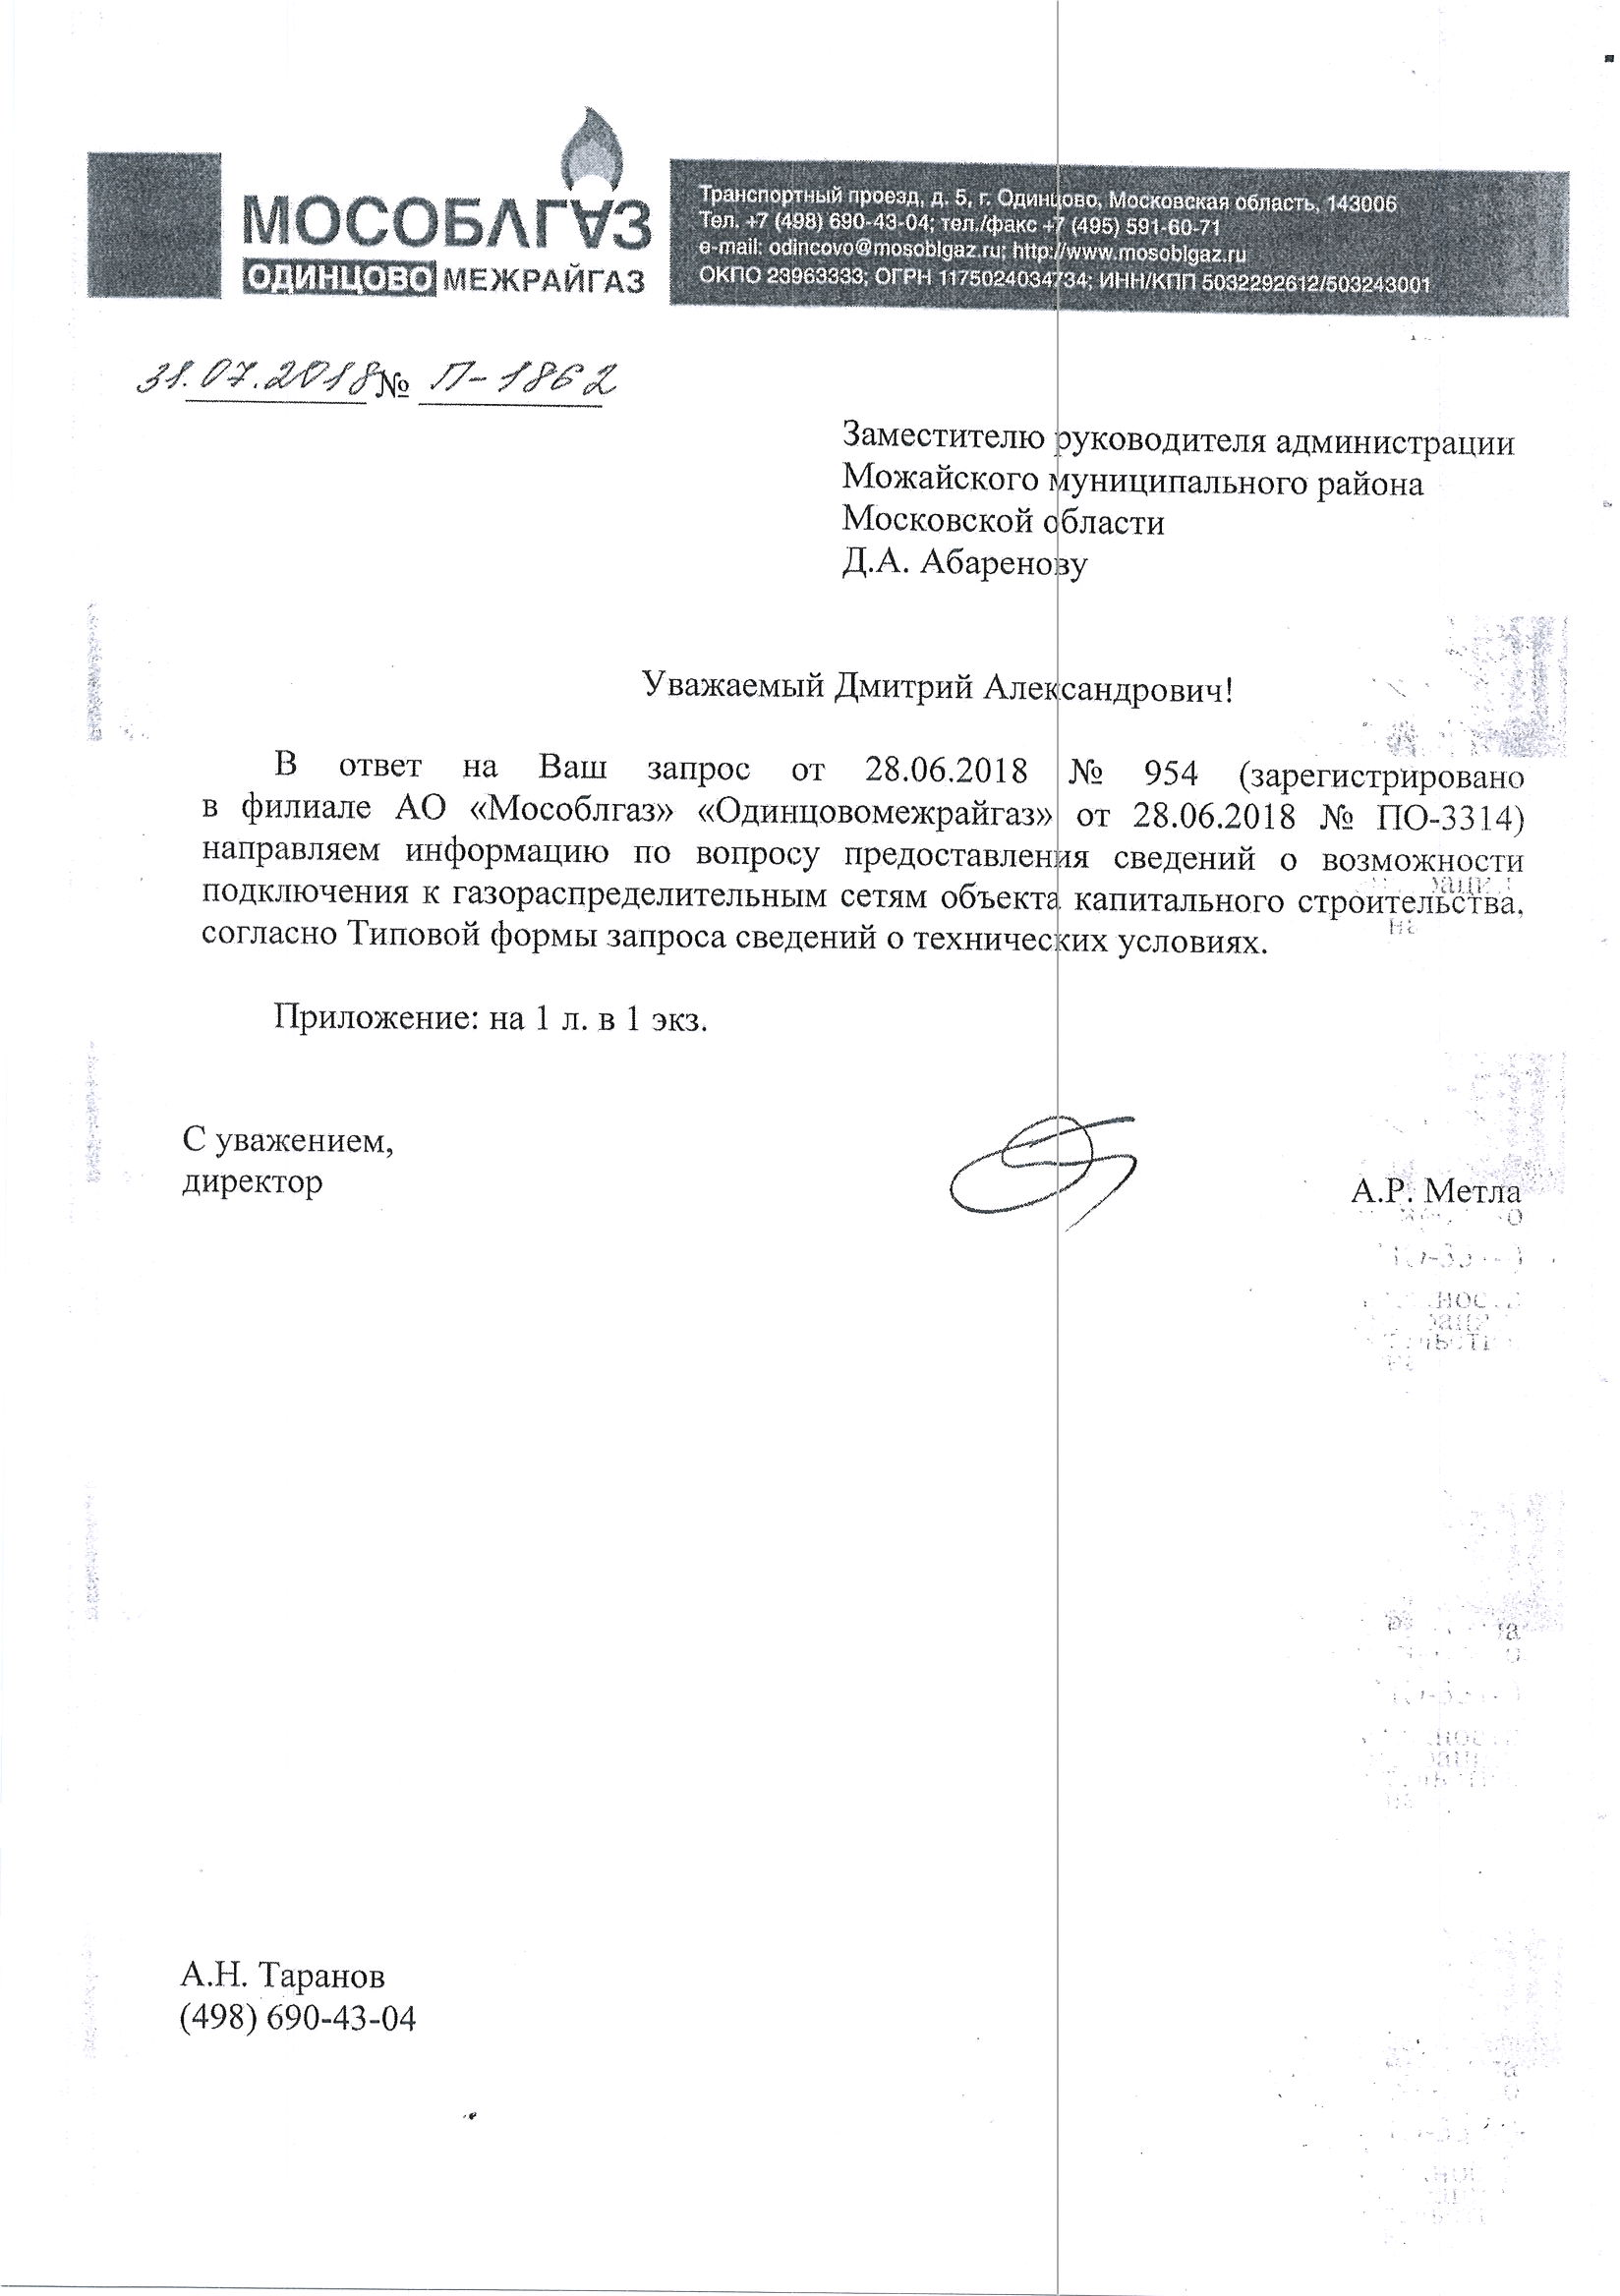 МОСОБЛГАЗ
ОДИНЦОВО МЕЖРАЙГАЗ
Транспортный проезд, д. 5, г. Одинцово, Московская область, 143006
Тел. +7 (498) 690-43-04; тел./факс +7 (495) 591-60-71
e-mail: odincovo@mosoblgaz.ru; http://www.mosoblgaz.ru
ОКПО 23963333; ОГРН 1175024034734; ИНН/КПП 5032292612/503243001
31.07.2018 № П-1862
Заместителю руководителя администрации
Можайского муниципального района
Московской области
Д.А. Абаренову
Уважаемый Дмитрий Александрович!
В ответ на Ваш запрос от 28.06.2018 № 954 (зарегистрировано
в филиале АО «Мособлгаз» «Одинцовомежрайгаз» от 28.06.2018 № ПО-3314)
направляем информацию по вопросу предоставления сведений о возможности
подключения к газораспределительным сетям объекта капитального строительства,
согласно Типовой формы запроса сведений о технических условиях.
Приложение: на 1 л. в 1 экз.
С уважением,
директор
А.Р. Метла
А.Н. Таранов
(498) 690-43-04